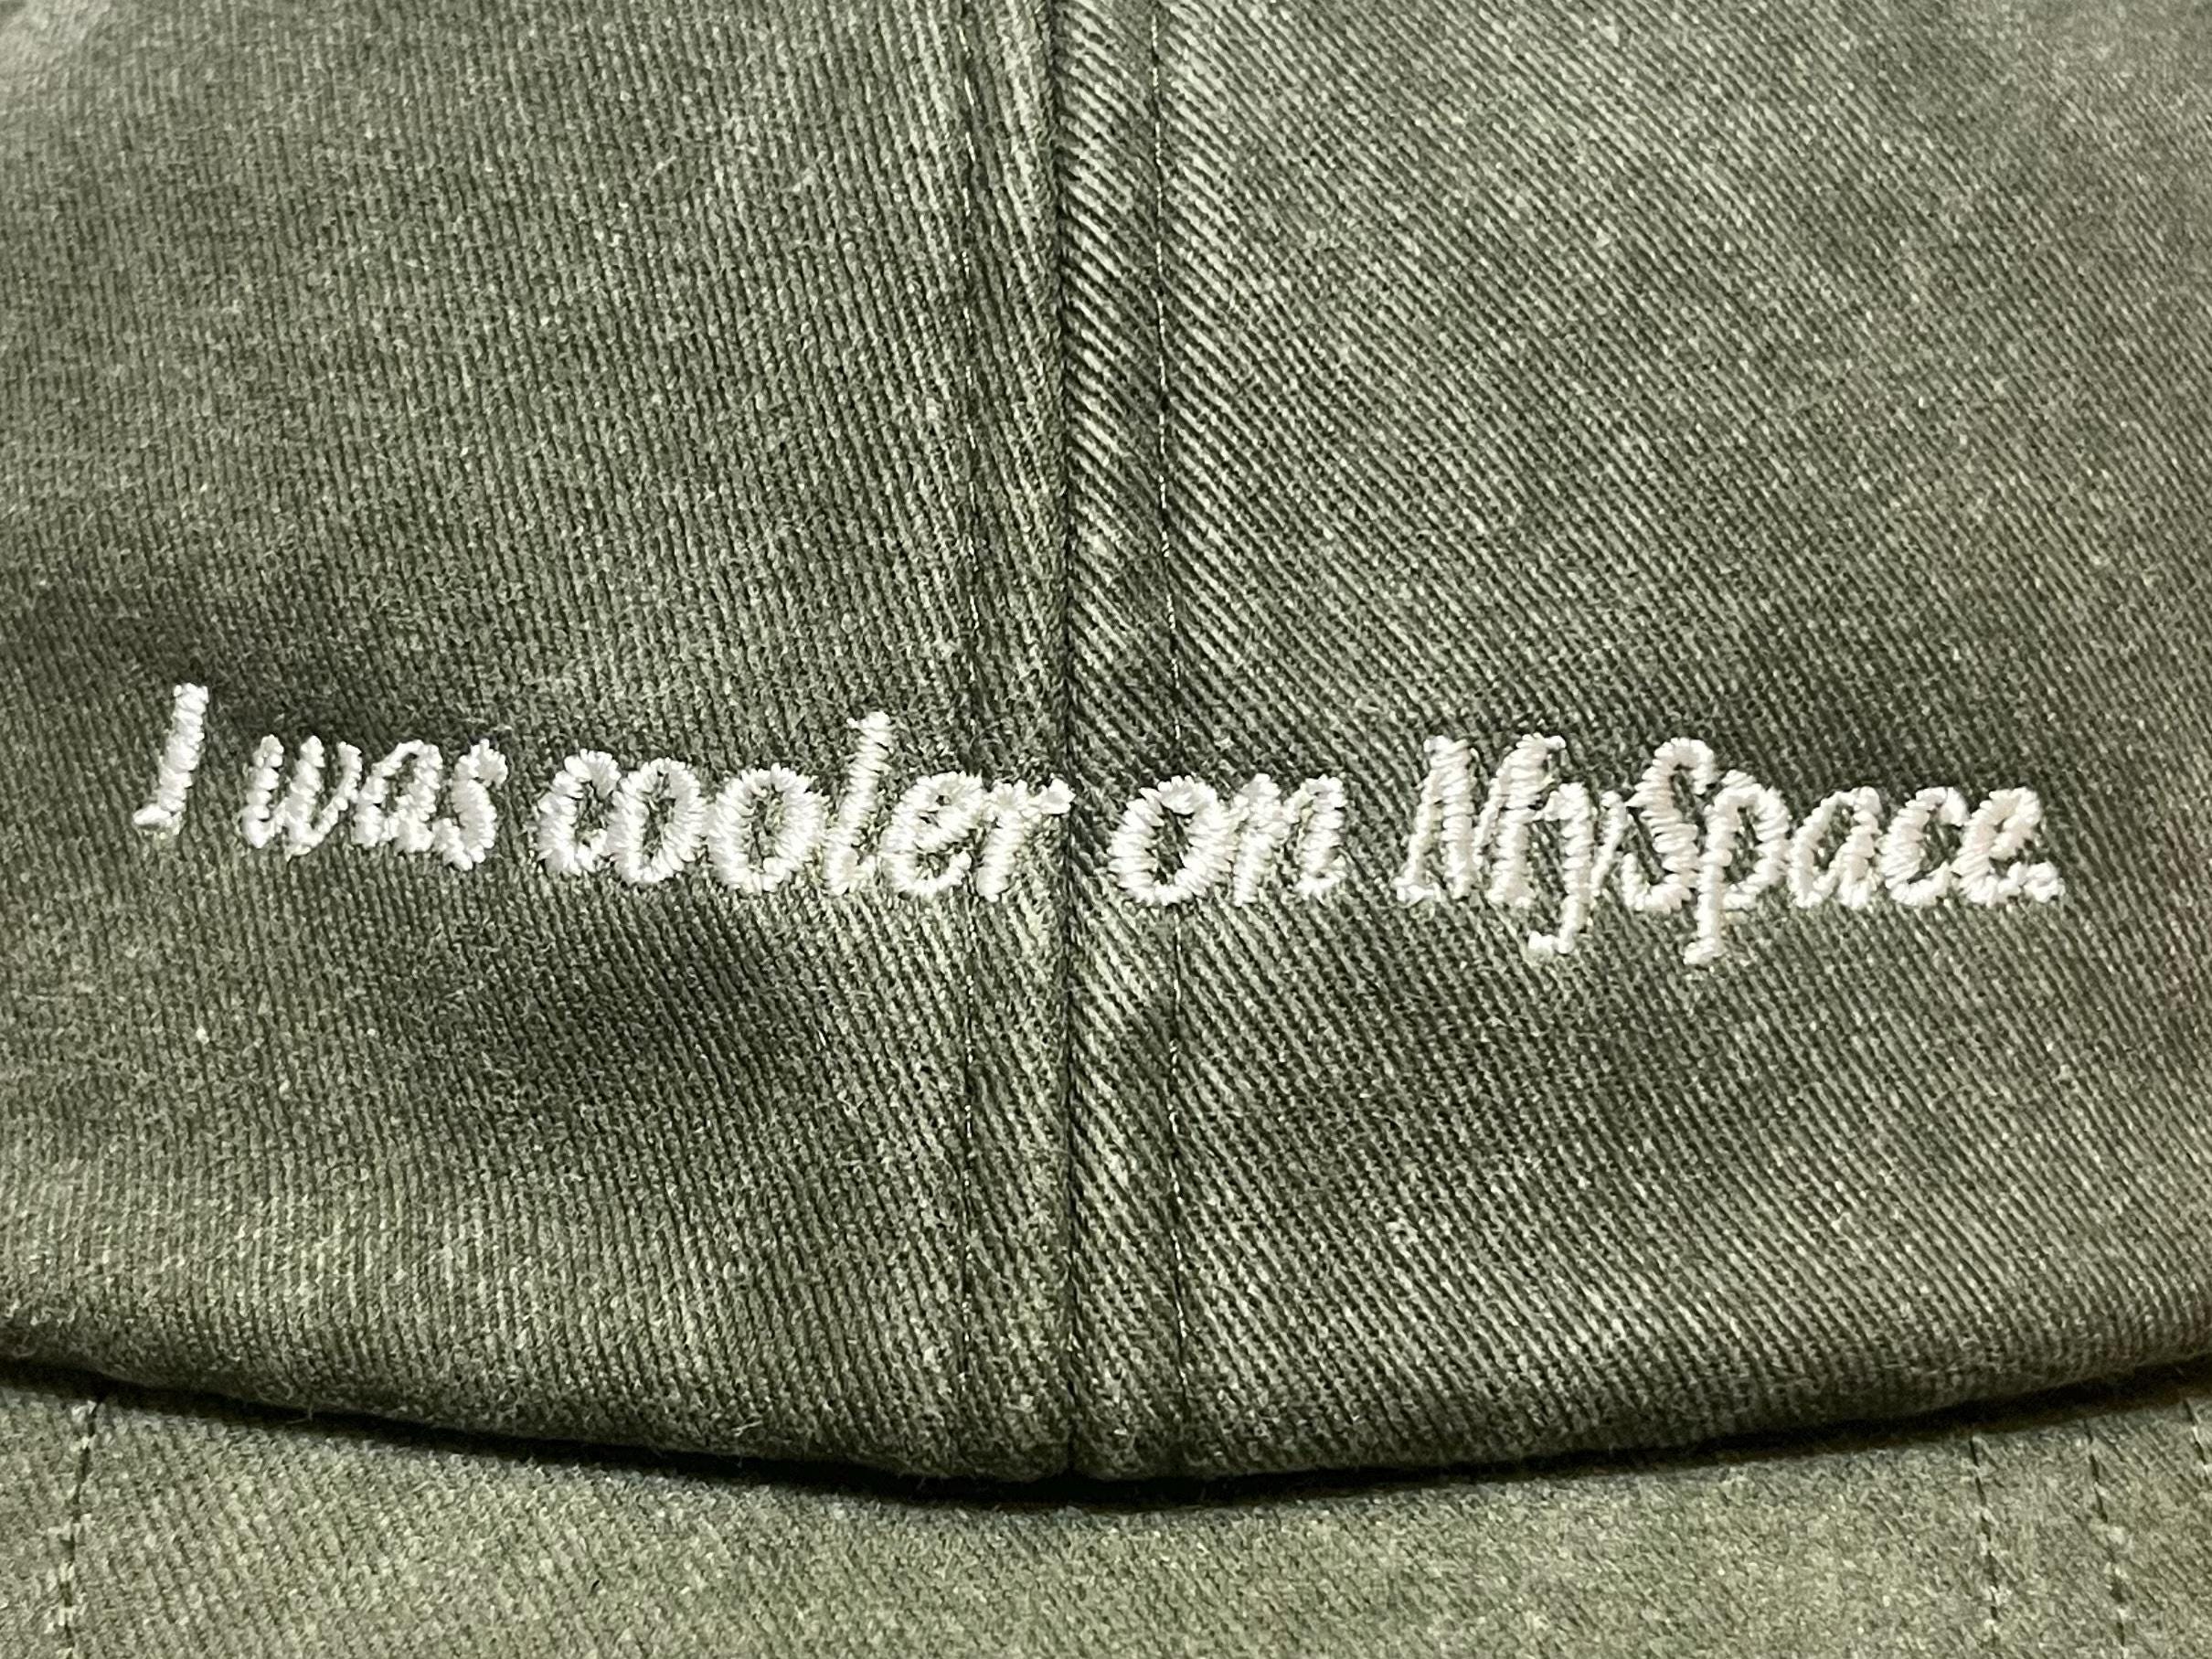 I was cooler on MySpace.